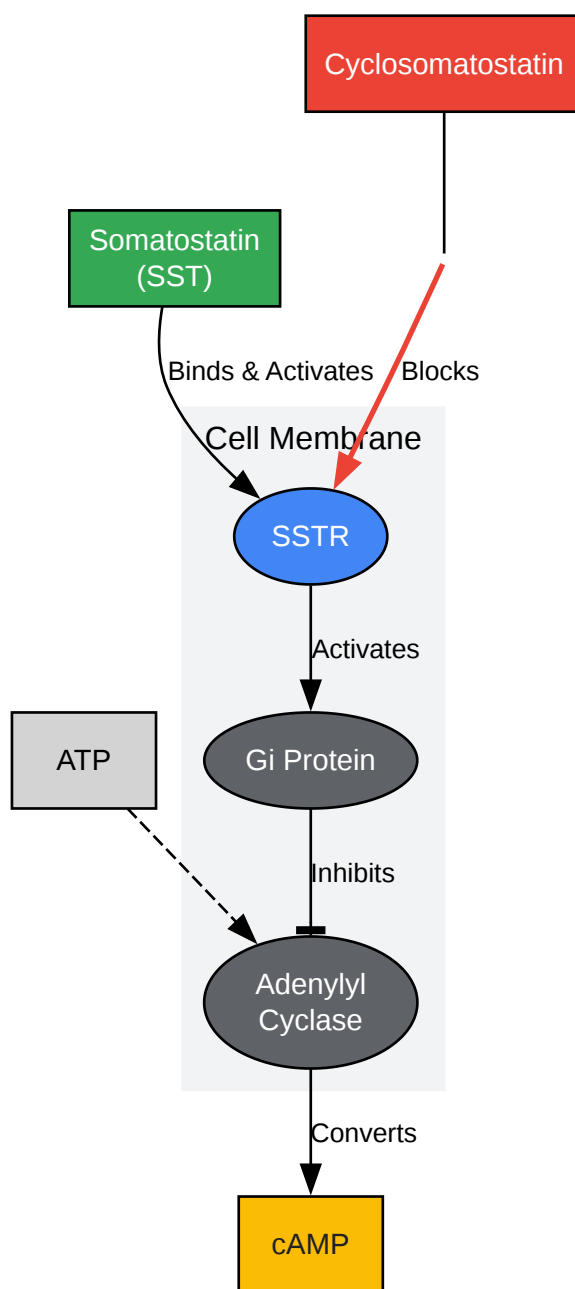 Cyclosomatostatin
Somatostatin
(SST)
Binds & Activates
Blocks
Cell Membrane
SSTR
Activates
ATP
Gi Protein
Inhibits
Adenylyl
Cyclase
Converts
cAMP